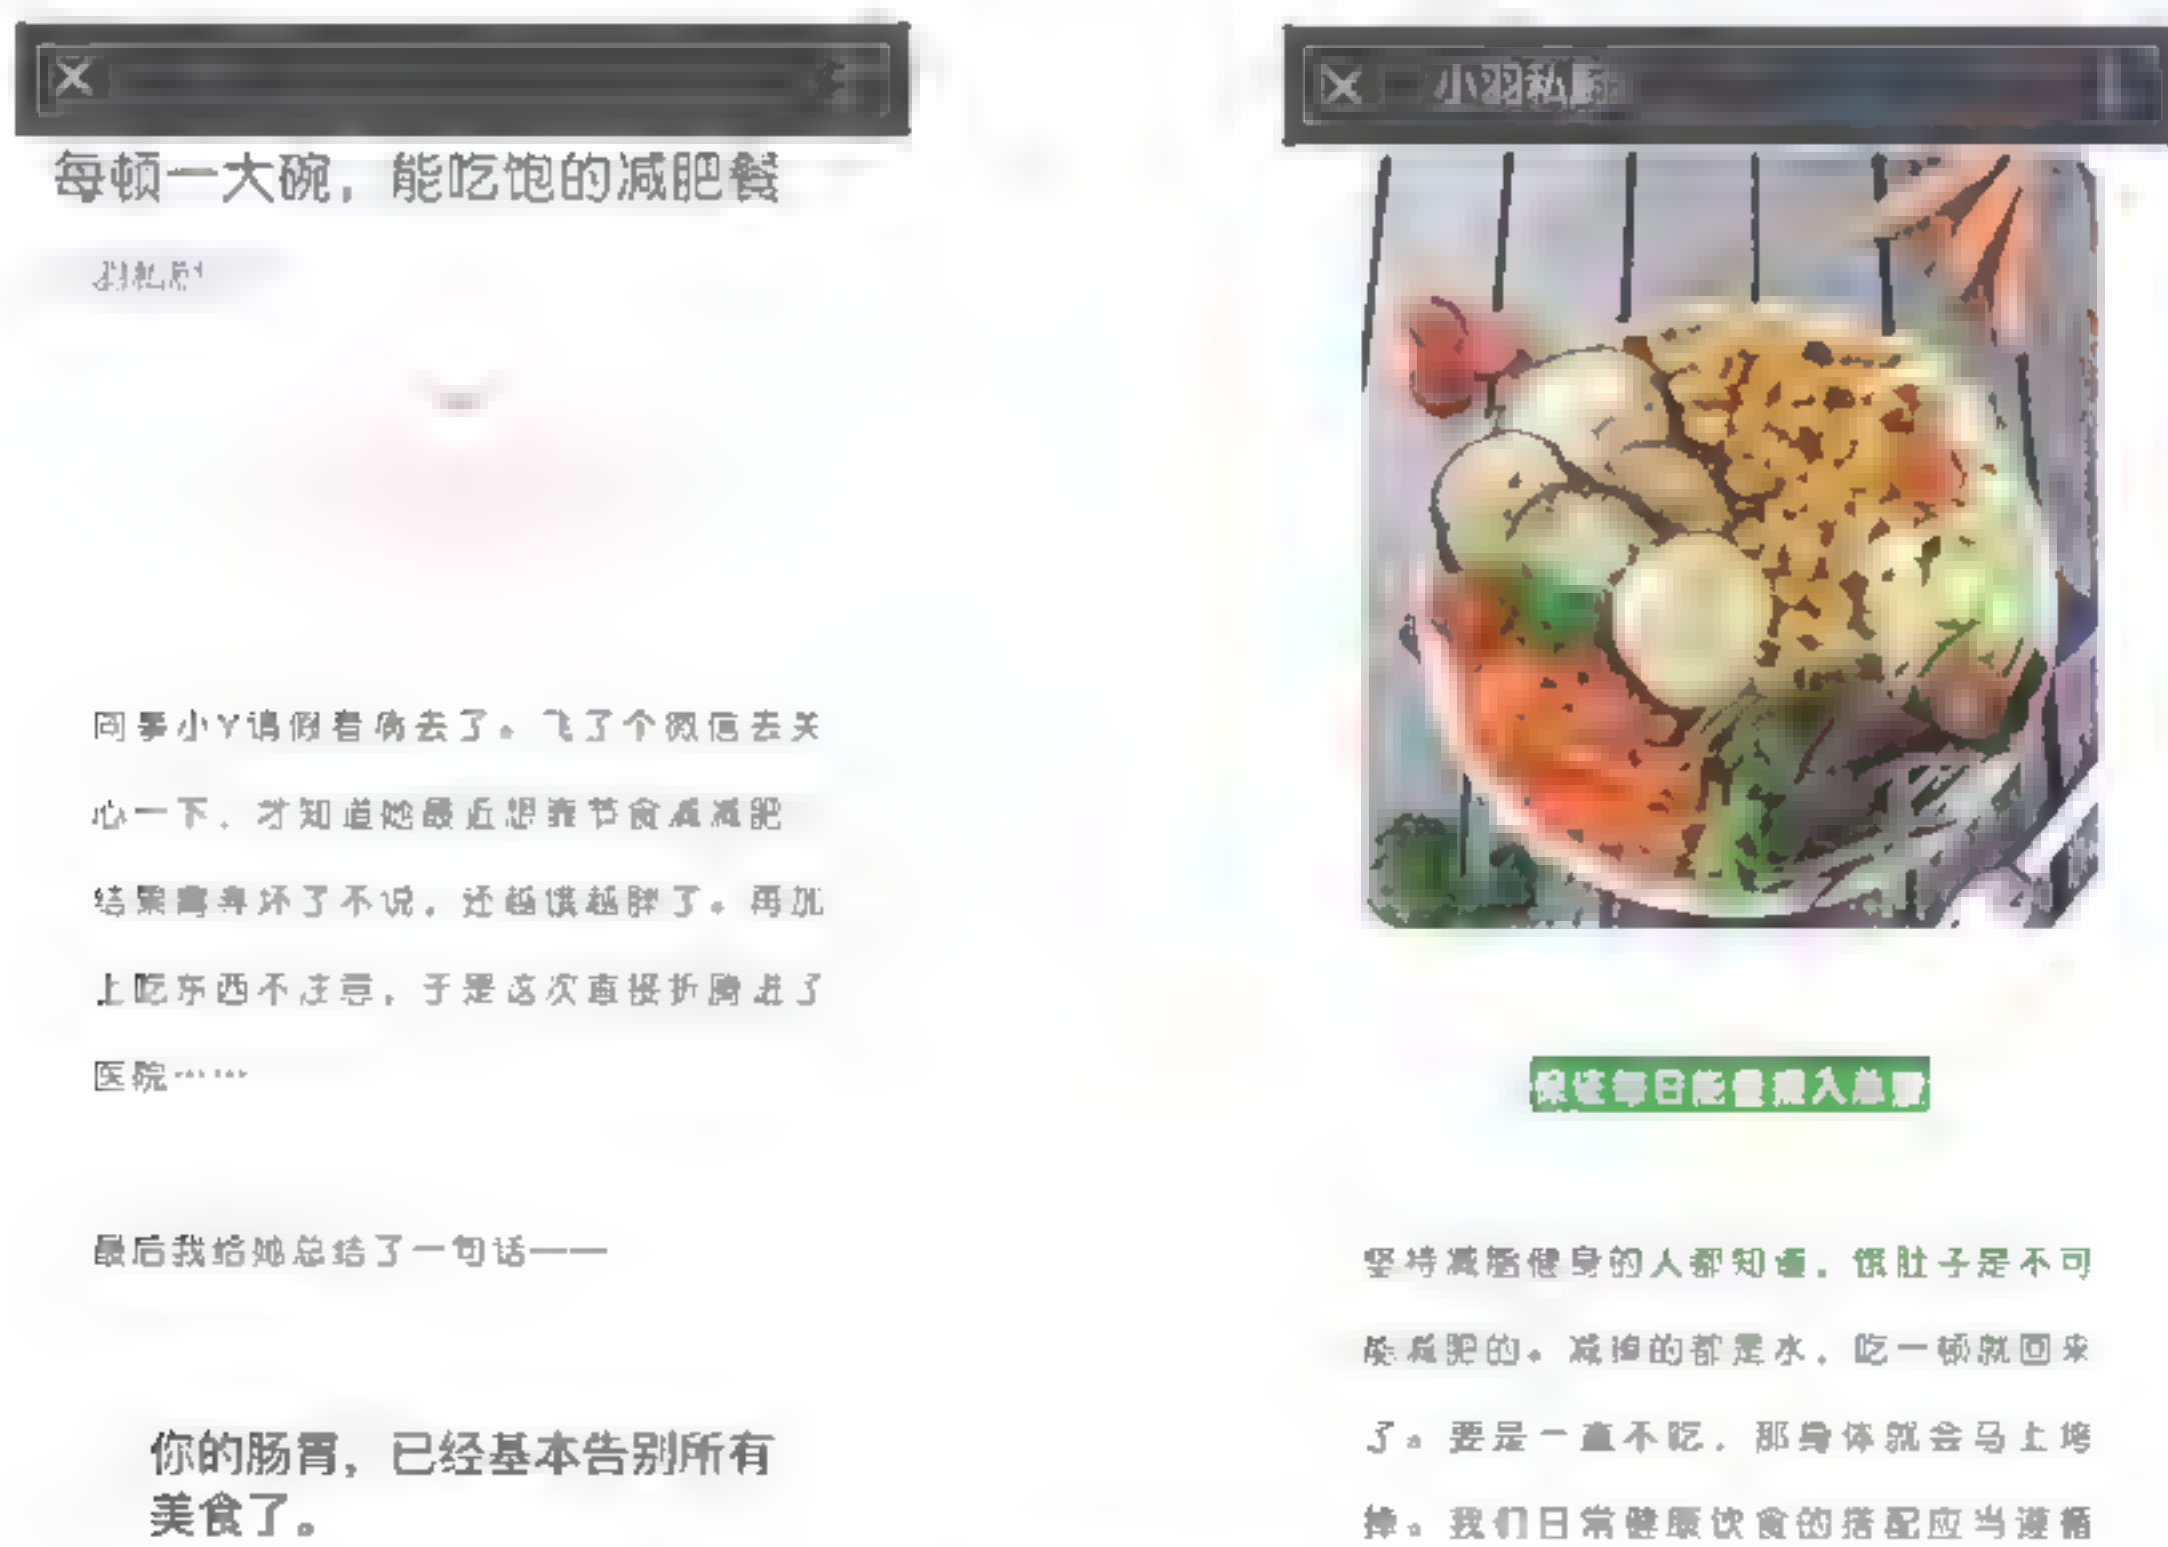 每顿一大碗，能吃饱的减肥餐
同事小Y请假看病去了。飞了个微信去关
心一下，才知道她最近想靠节食减减肥
结果营养坏了不说，还越饿越胖了。再加
上吃东西不注意，于是这次直接折腾进了
医院……
最后我给她总结了一句话——
你的肠胃，已经基本告别所有
美食了。
小羽私厨
保证每日能量摄入总量
坚持减脂健身的人都知道，饿肚子是不可
能减肥的。减掉的都是水，吃一顿就回来
了。要是一直不吃，那身体就会马上垮
掉。我们日常健康饮食的搭配应当遵循